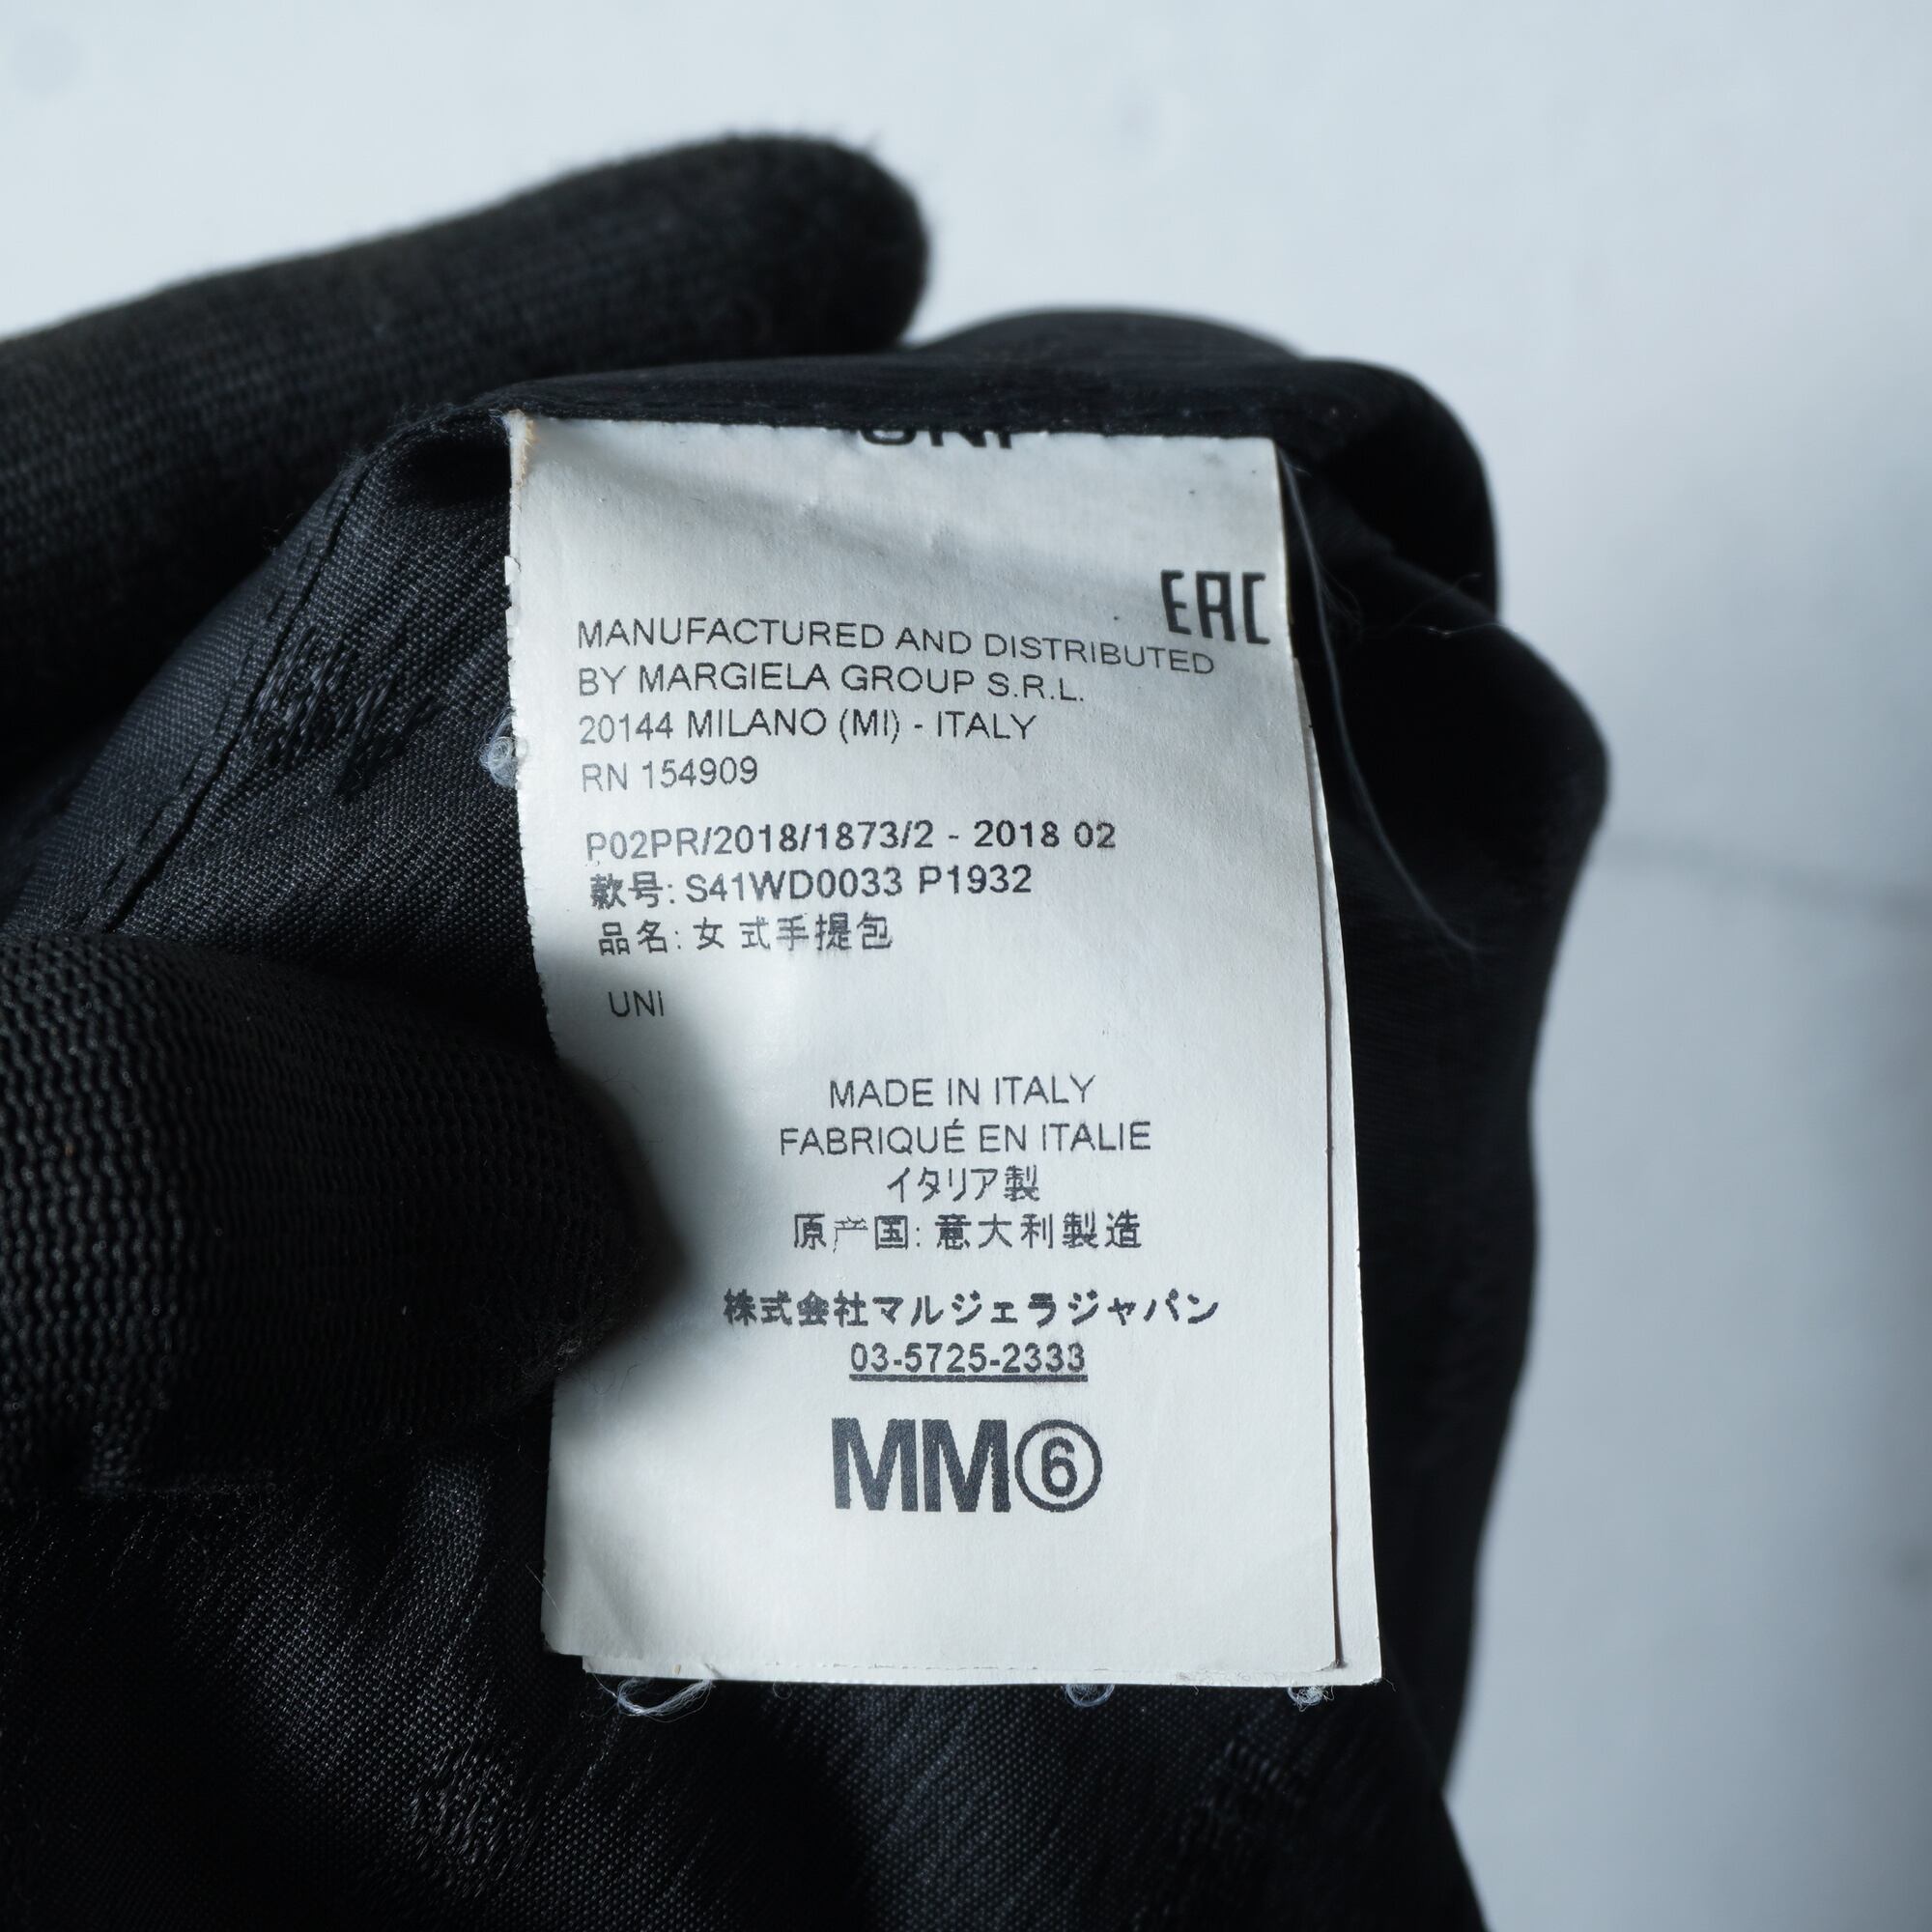 UNI
EAC
MANUFACTURED AND DISTRIBUTED
BY MARGIELA GROUP S.R.L.
20144 MILANO (MI) - ITALY
RN 154909
P02PR/2018/1873/2 - 2018 02
款号: S41WD0033 P1932
品名: 女式手提包
UNI
MADE IN ITALY
FABRIQUÉ EN ITALIE
イタリア製
原产国: 意大利製造
株式会社マルジェラジャパン
03-5725-2333
MM⑥